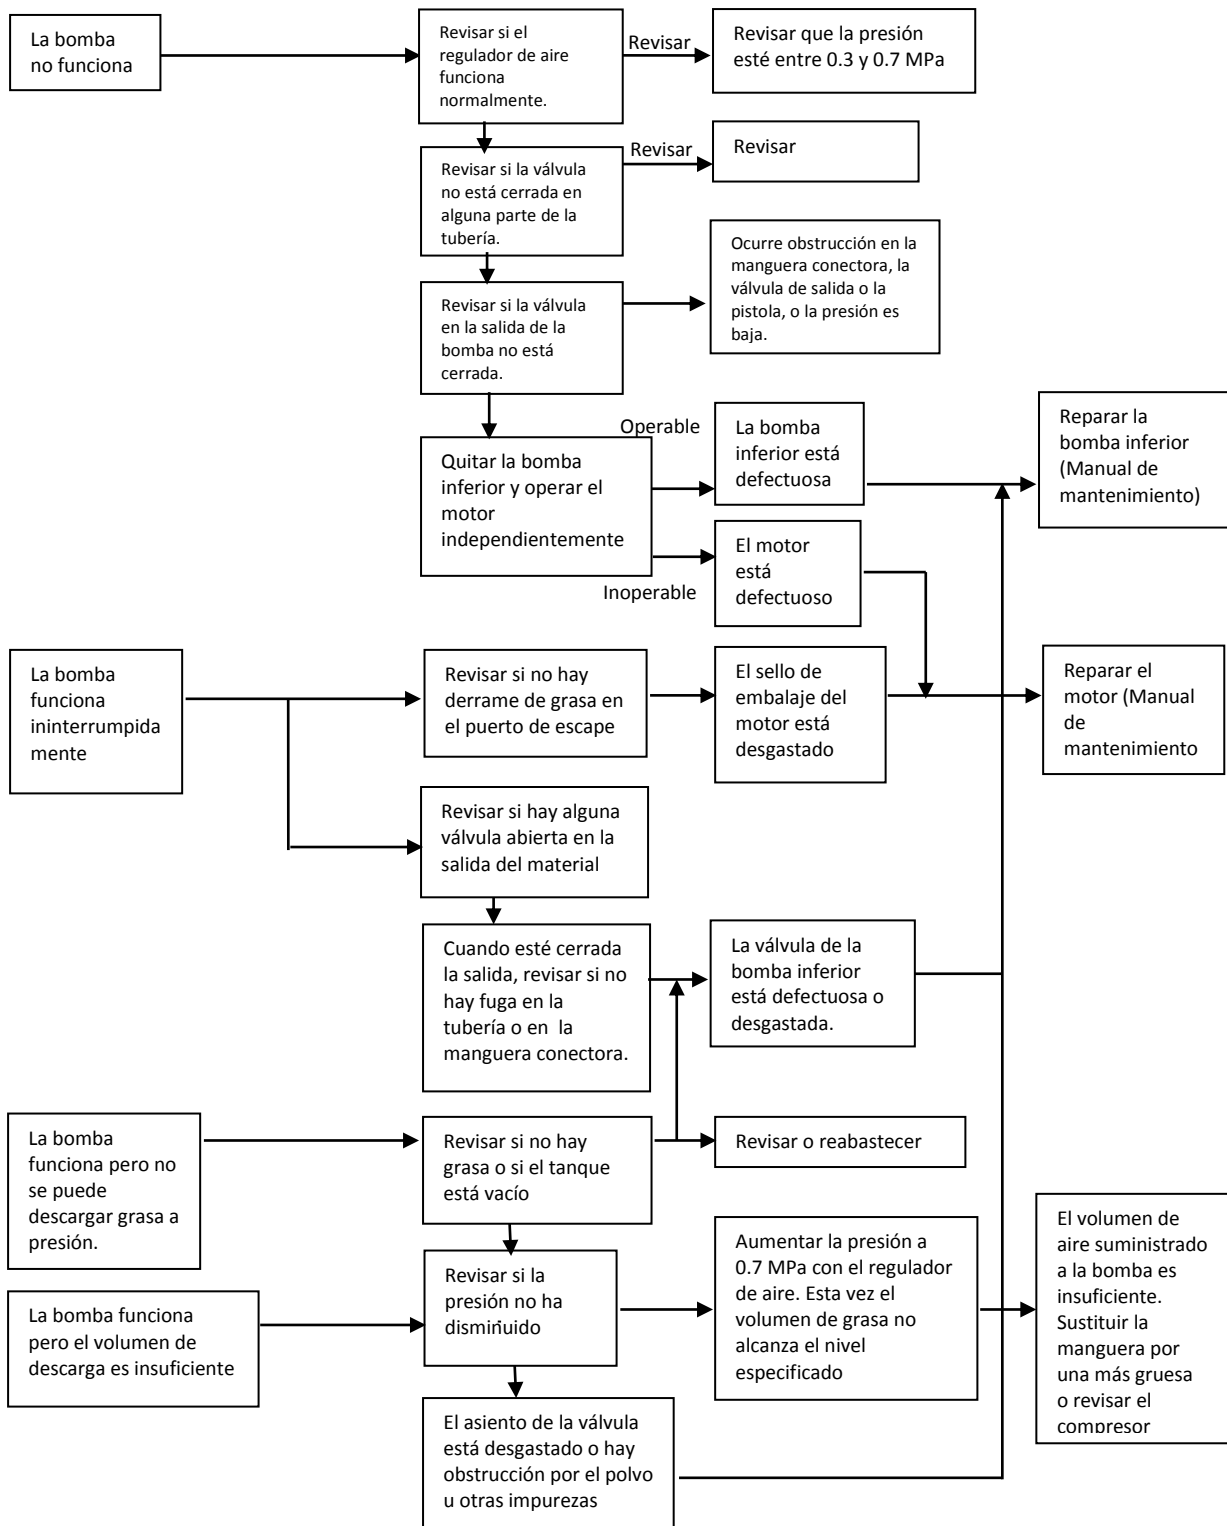 La bomba
no funciona
Revisar si el
regulador de aire
funciona
normalmente.
Revisar
Revisar que la presión
esté entre 0.3 y 0.7 MPa
Revisar si la válvula
no está cerrada en
alguna parte de la
tubería.
Revisar
Revisar
Revisar si la válvula
en la salida de la
bomba no está
cerrada.
Ocurre obstrucción en la
manguera conectora, la
válvula de salida o la
pistola, o la presión es
baja.
Quitar la bomba
inferior y operar el
motor
independientemente
Operable
La bomba
inferior está
defectuosa
Reparar la
bomba inferior
(Manual de
mantenimiento)
Inoperable
El motor
está
defectuoso
La bomba
funciona
ininterrumpida
mente
Revisar si no hay
derrame de grasa en
el puerto de escape
El sello de
embalaje del
motor está
desgastado
Reparar el
motor (Manual
de
mantenimiento
Revisar si hay alguna
válvula abierta en la
salida del material
Cuando esté cerrada
la salida, revisar si no
hay fuga en la
tubería o en la
manguera conectora.
La válvula de la
bomba inferior
está defectuosa o
desgastada.
La bomba
funciona pero no
se puede
descargar grasa a
presión.
Revisar si no hay
grasa o si el tanque
está vacío
Revisar o reabastecer
La bomba funciona
pero el volumen de
descarga es insuficiente
Revisar si la
presión no ha
disminuido
Aumentar la presión a
0.7 MPa con el regulador
de aire. Esta vez el
volumen de grasa no
alcanza el nivel
especificado
El volumen de
aire suministrado
a la bomba es
insuficiente.
Sustituir la
manguera por
una más gruesa
o revisar el
compresor
El asiento de la válvula
está desgastado o hay
obstrucción por el polvo
u otras impurezas